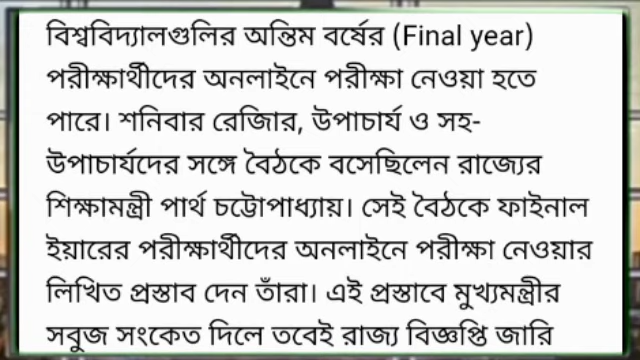 বিশ্ববিদ্যালগুলির অন্তিম বর্ষের (Final year)
পরীক্ষার্থীদের অনলাইনে পরীক্ষা নেওয়া হতে
পারে। শনিবার রেজিার, উপাচার্য ও সহ-
উপাচার্যদের সঙ্গে বৈঠকে বসেছিলেন রাজ্যের
শিক্ষামন্ত্রী পার্থ চট্টোপাধ্যায়। সেই বৈঠকে ফাইনাল
ইয়ারের পরীক্ষার্থীদের অনলাইনে পরীক্ষা নেওয়ার
লিখিত প্রস্তাব দেন তাঁরা। এই প্রস্তাবে মুখ্যমন্ত্রীর
সবুজ সংকেত দিলে তবেই রাজ্য বিজ্ঞপ্তি জারি